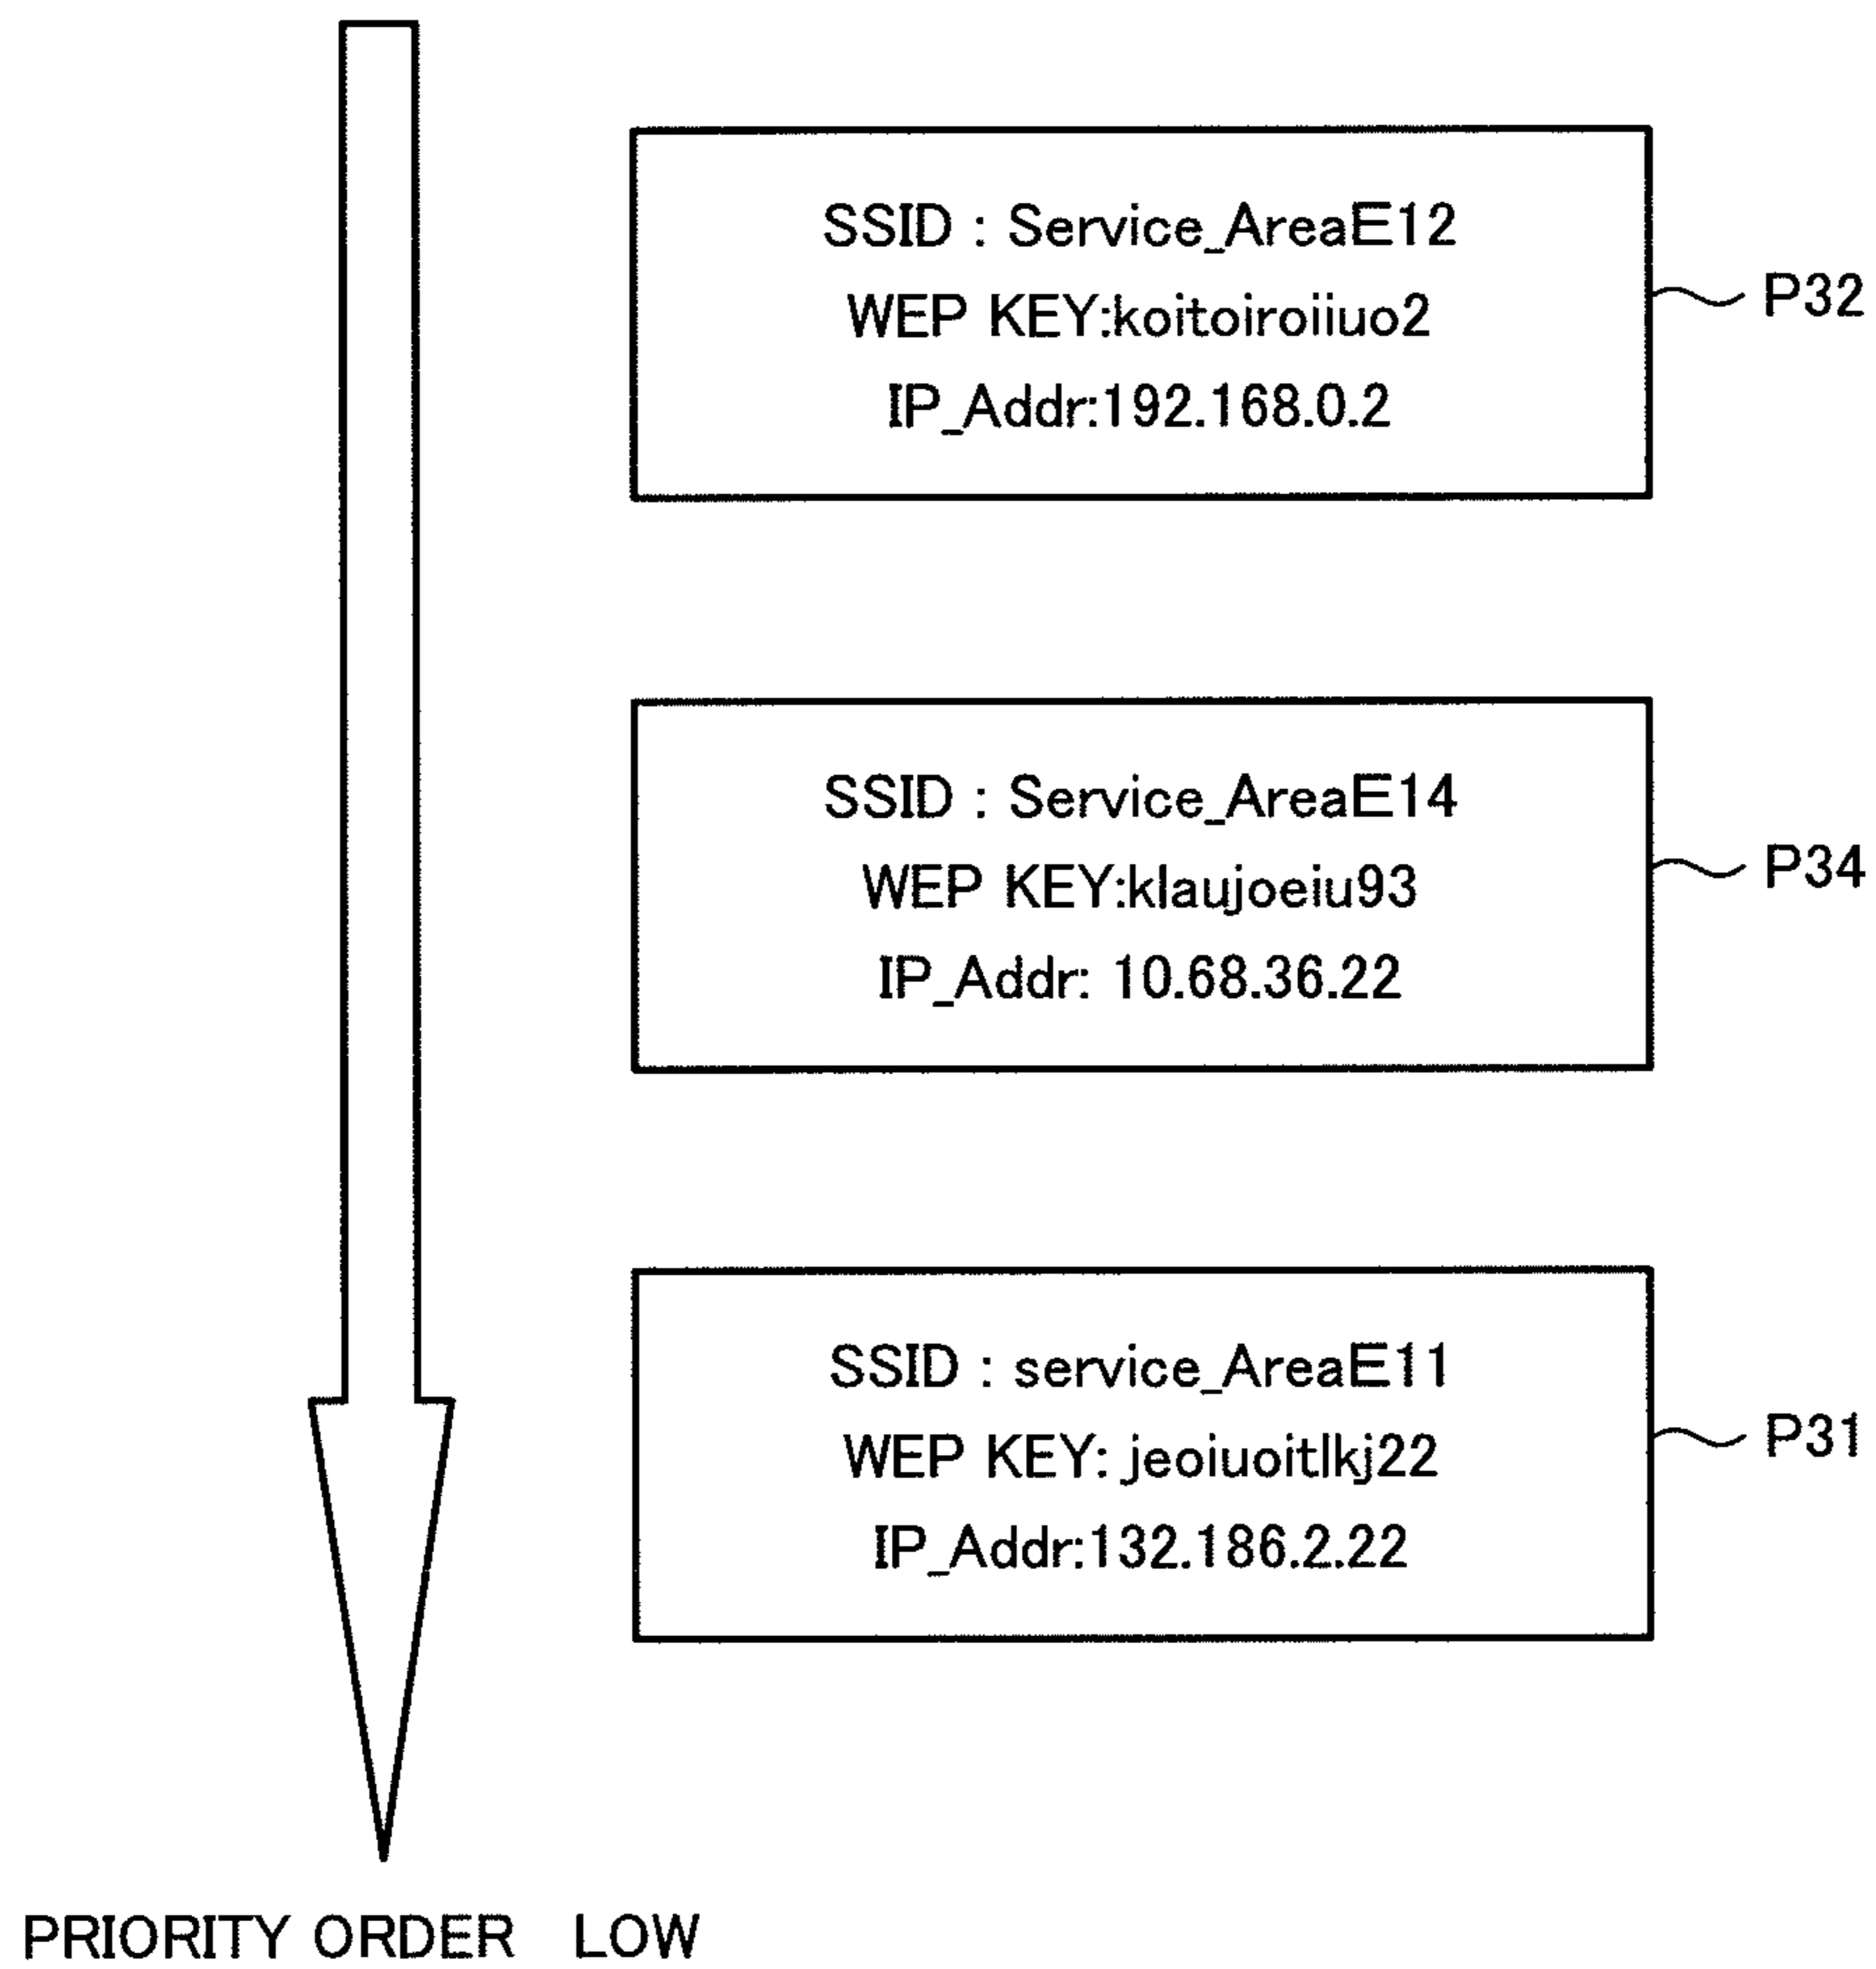 SSID : Service_AreaE12
WEP KEY:koitoiroiiuo2
IP_Addr:192.168.0.2
P32
SSID : Service_AreaE14
WEP KEY:klaujoeiu93
IP_Addr: 10.68.36.22
P34
SSID : service_AreaE11
WEP KEY: jeoiuoitlkj22
IP_Addr:132.186.2.22
P31
PRIORITY ORDER LOW